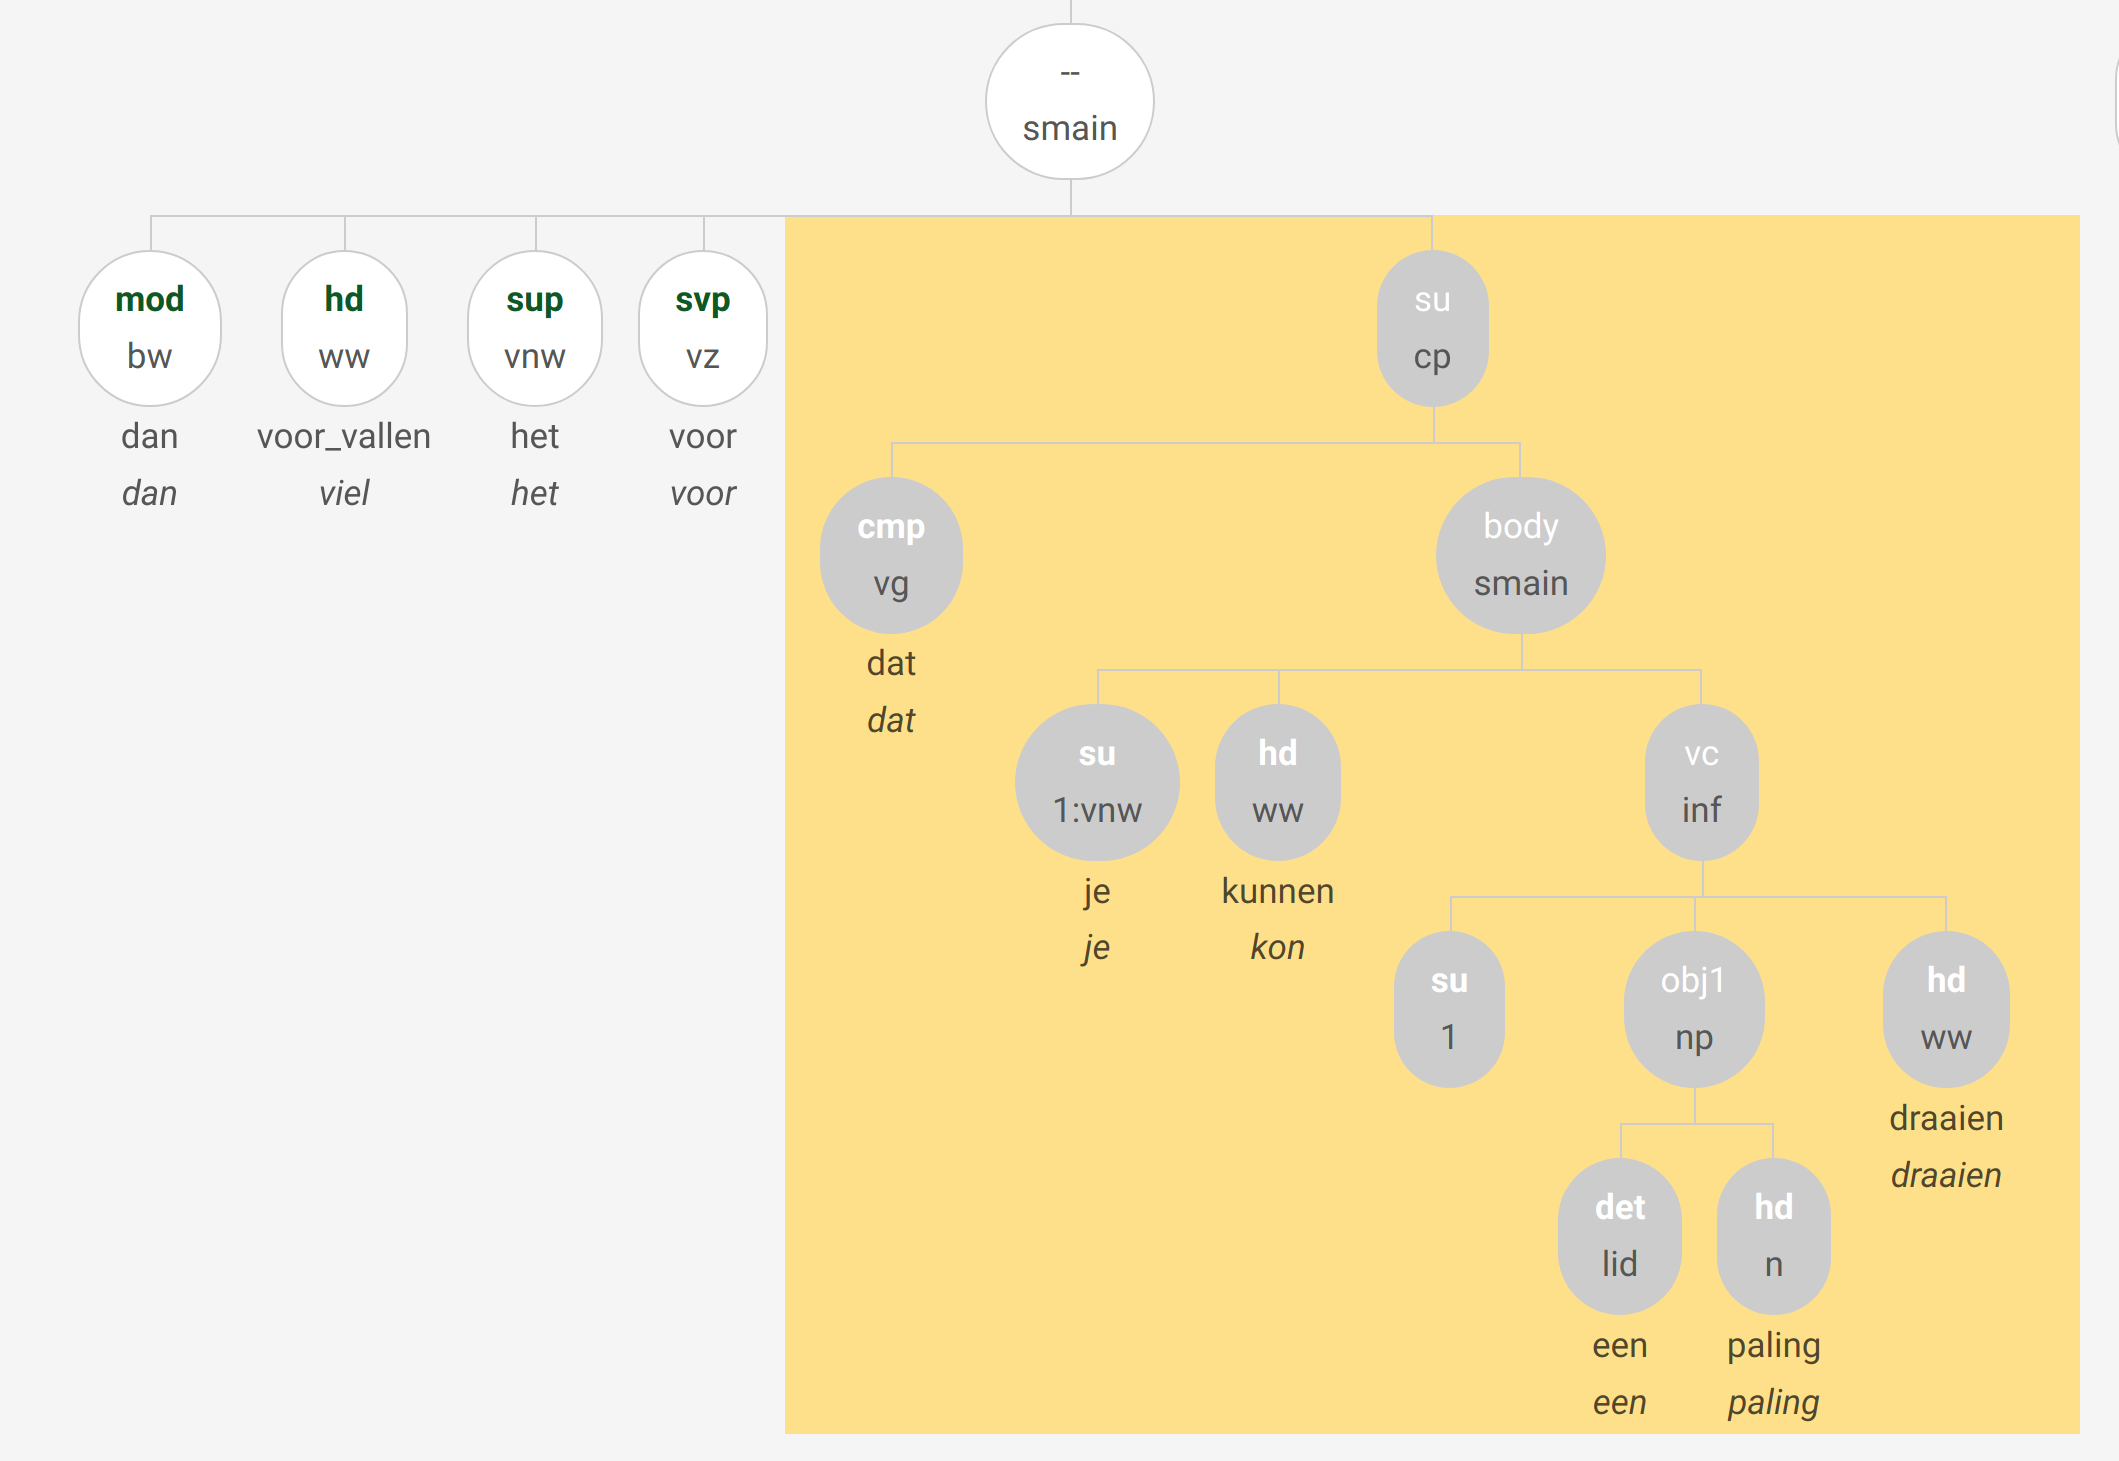 --
smain
mod
bw
dan
dan
hd
ww
voor_vallen
viel
sup
vnw
het
het
svp
vz
voor
voor
su
cp
cmp
vg
dat
dat
body
smain
su
1:vnw
je
je
hd
ww
kunnen
kon
vc
inf
su
1
obj1
np
det
lid
een
een
hd
n
paling
paling
hd
ww
draaien
draaien